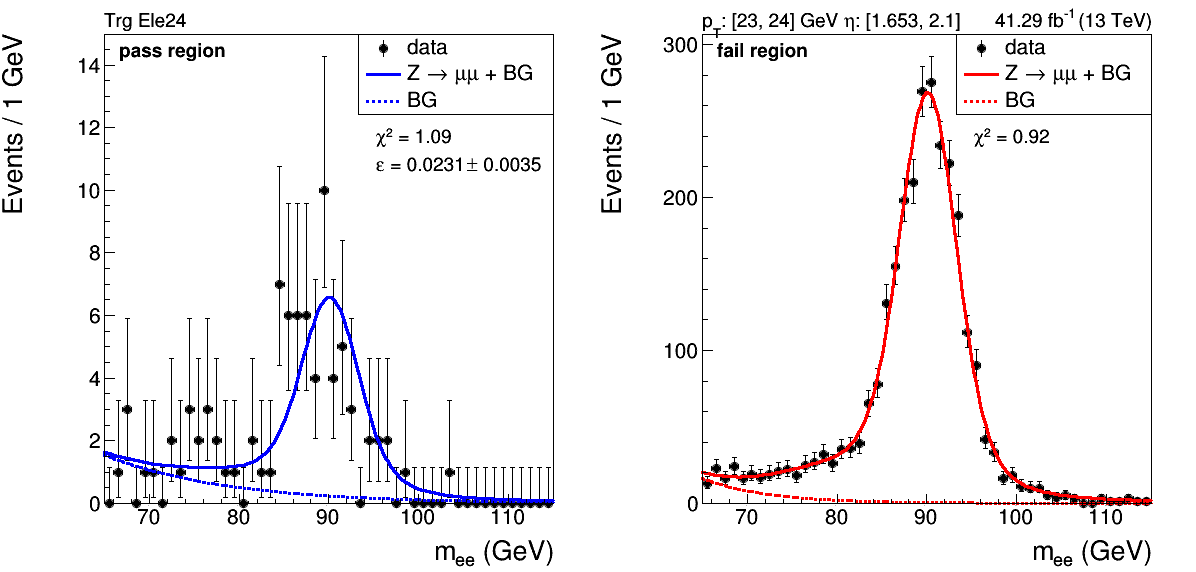 Trg Ele24
pass region
data
Z → μμ + BG
BG
χ² = 1.09
ε = 0.0231 ± 0.0035
Events / 1 GeV
14
12
10
8
6
4
2
0
70 80 90 100 110
m_ee (GeV)
p_T: [23, 24] GeV η: [1.653, 2.1] 41.29 fb⁻¹ (13 TeV)
fail region
data
Z → μμ + BG
BG
χ² = 0.92
Events / 1 GeV
300
200
100
0
70 80 90 100 110
m_ee (GeV)